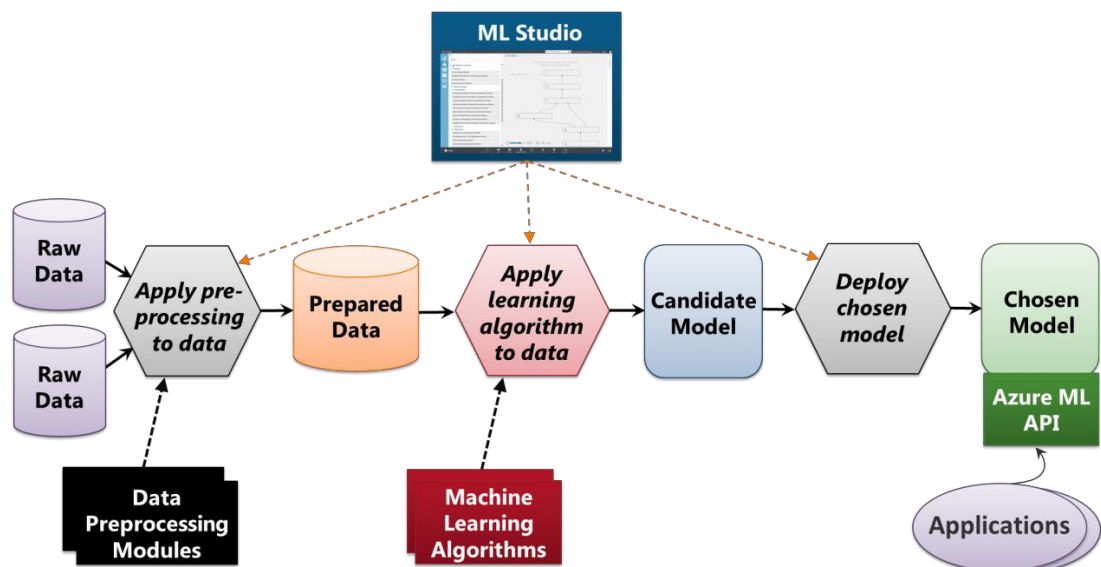 ML Studio
Raw
Data
Raw
Data
Apply pre-
processing
to data
Prepared
Data
Apply
learning
algorithm
to data
Candidate
Model
Deploy
chosen
model
Chosen
Model
Azure ML
API
Data
Preprocessing
Modules
Machine
Learning
Algorithms
Applications